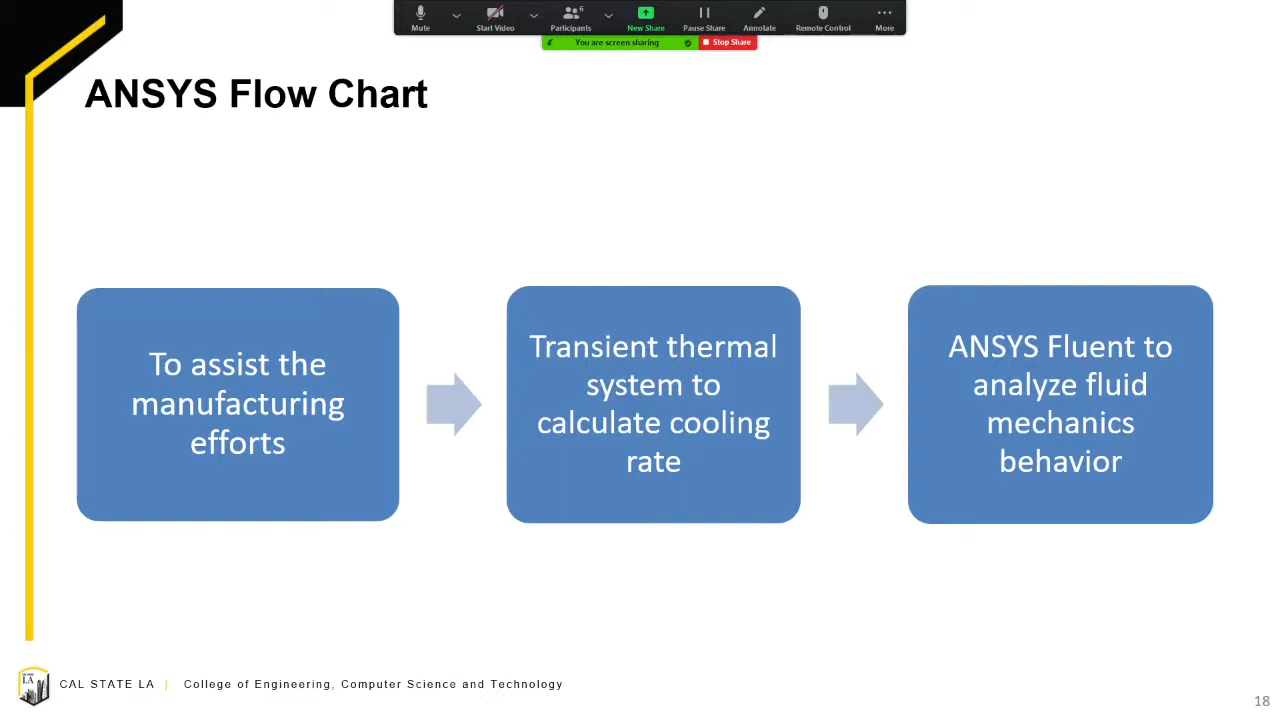 Mute
Start Video
6
Participants
New Share
Pause Share
Annotate
Remote Control
More
You are screen sharing
Stop Share
ANSYS Flow Chart
To assist the
manufacturing
efforts
Transient thermal
system to
calculate cooling
rate
ANSYS Fluent to
analyze fluid
mechanics
behavior
LA
CAL STATE LA | College of Engineering, Computer Science and Technology
18